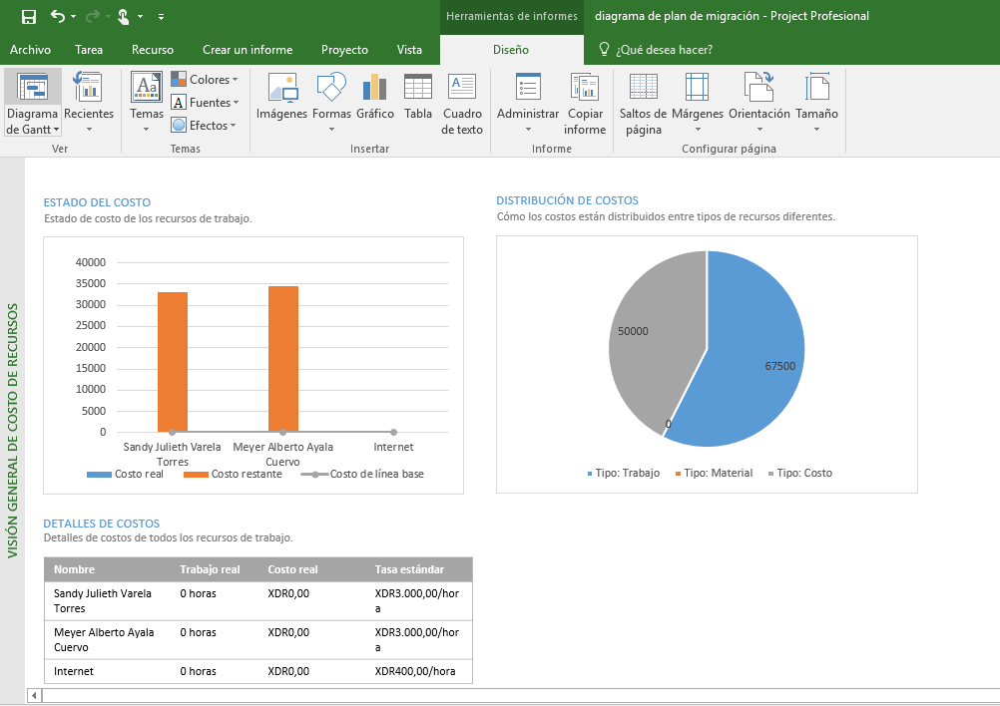 Herramientas de informes
diagrama de plan de migración - Project Profesional
Archivo Tarea Recurso Crear un informe Proyecto Vista Diseño ¿Qué desea hacer?
Diagrama de Gantt
Recientes
Ver
Temas
Colores
Fuentes
Efectos
Temas
Imágenes Formas Gráfico Tabla Cuadro de texto
Insertar
Administrar Copiar informe
Informe
Saltos de página Márgenes Orientación Tamaño
Configurar página
VISIÓN GENERAL DE COSTO DE RECURSOS
ESTADO DEL COSTO
Estado de costo de los recursos de trabajo.
40000
35000
30000
25000
20000
15000
10000
5000
0
Sandy Julieth Varela Torres
Meyer Alberto Ayala Cuervo
Internet
Costo real Costo restante Costo de línea base
DISTRIBUCIÓN DE COSTOS
Cómo los costos están distribuidos entre tipos de recursos diferentes.
50000
67500
0
Tipo: Trabajo Tipo: Material Tipo: Costo
DETALLES DE COSTOS
Detalles de costos de todos los recursos de trabajo.
Nombre Trabajo real Costo real Tasa estándar
Sandy Julieth Varela 0 horas XDR0,00 XDR3.000,00/hor
Torres a
Meyer Alberto Ayala 0 horas XDR0,00 XDR3.000,00/hor
Cuervo a
Internet 0 horas XDR0,00 XDR400,00/hora